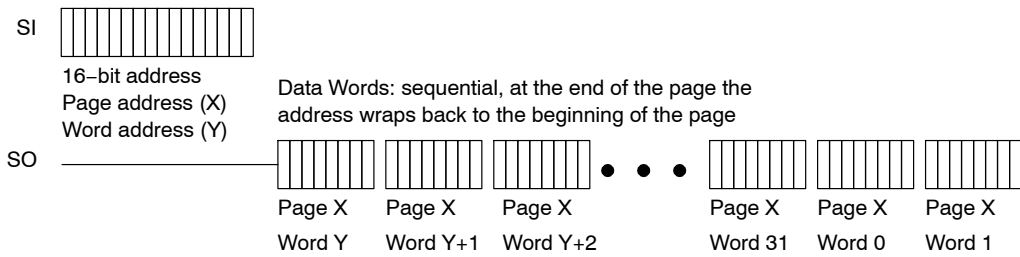 SI
16−bit address
Page address (X)
Word address (Y)
Data Words: sequential, at the end of the page the
address wraps back to the beginning of the page
SO
Page X Page X Page X Page X Page X Page X
Word Y Word Y+1 Word Y+2 Word 31 Word 0 Word 1